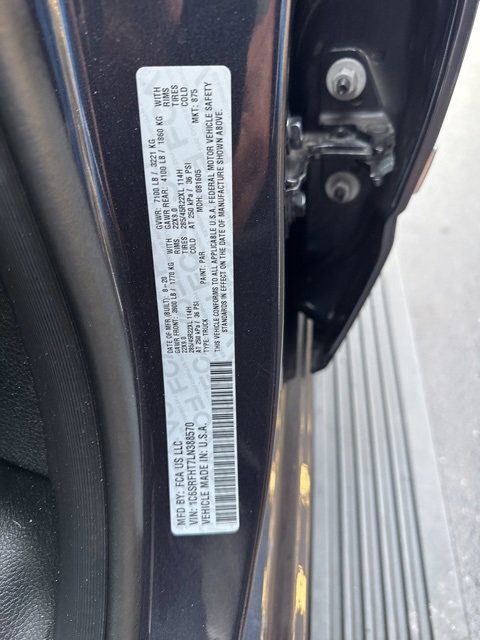 MFD BY: FCA US LLC
VIN: 1C6SRFHT7LN388570
VEHICLE MADE IN: U.S.A.
DATE OF MFR (BUILT): 8-20 GVWR: 7100 LB / 3221 KG
GAWR FRONT: 3900 LB / 1770 KG WITH GAWR REAR: 4100 LB / 1860 KG WITH
22X9.0 RIMS 22X9.0 RIMS
285/45R22XL 114H TIRES 285/45R22XL 114H TIRES
AT 250 kPa / 36 PSI COLD AT 250 kPa / 36 PSI COLD
TYPE: TRUCK PAINT: PAR MDH: 081605 MKT: 875
THIS VEHICLE CONFORMS TO ALL APPLICABLE U.S.A. FEDERAL MOTOR VEHICLE SAFETY
STANDARDS IN EFFECT ON THE DATE OF MANUFACTURE SHOWN ABOVE.